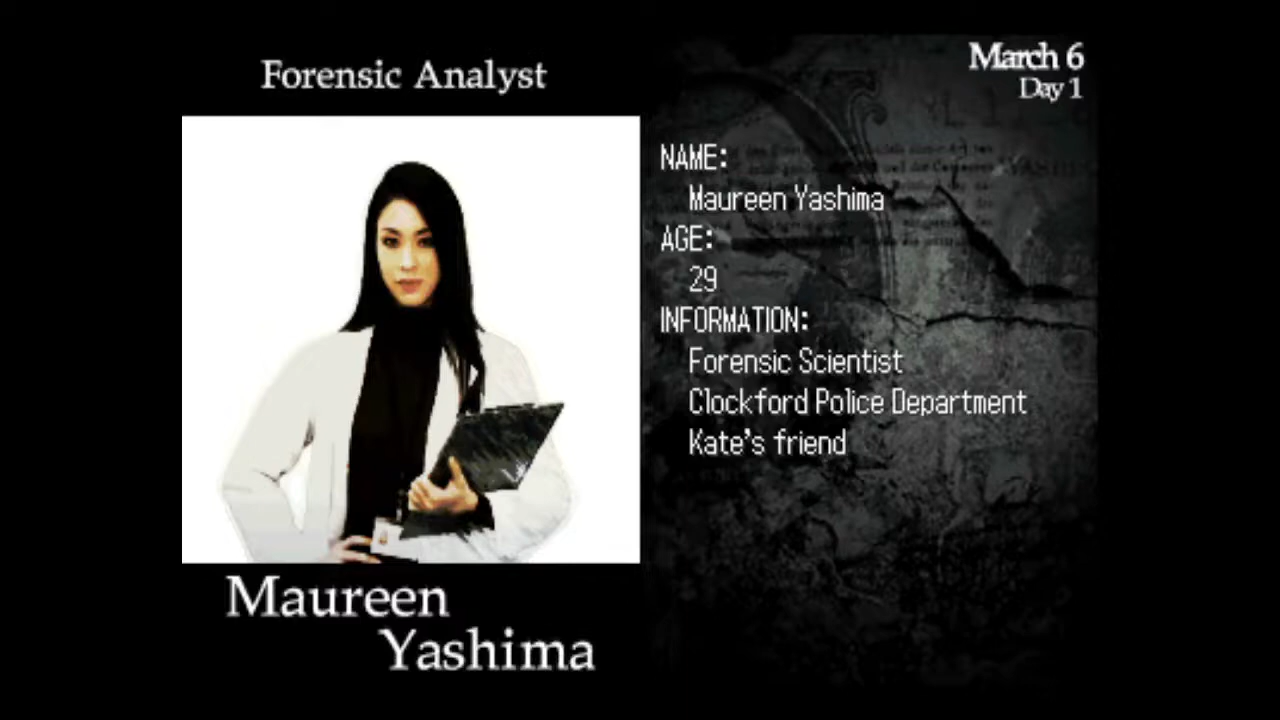 Forensic Analyst
Maureen
Yashima
March 6
Day 1
NAME:
Maureen Yashima
AGE:
29
INFORMATION:
Forensic Scientist
Clockford Police Department
Kate's friend